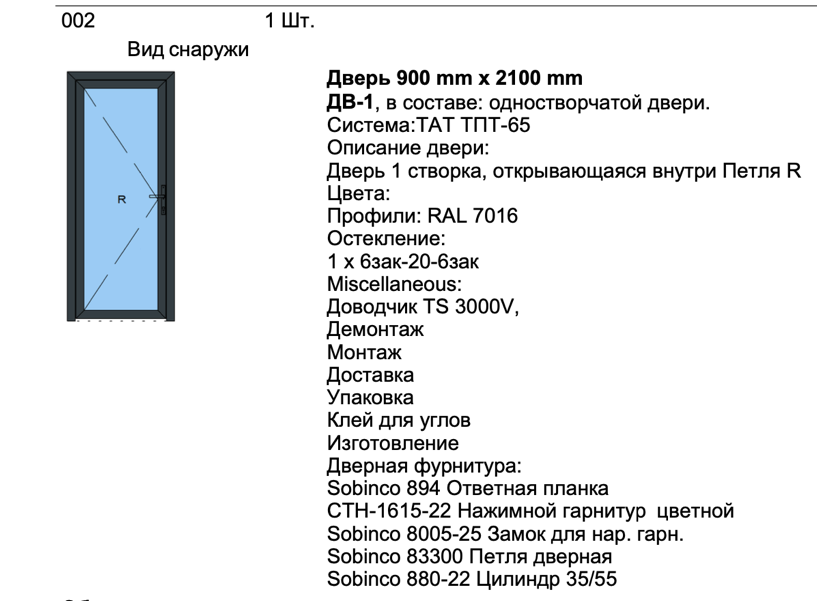 002 1 Шт.
Вид снаружи
Дверь 900 mm x 2100 mm
ДВ-1, в составе: одностворчатой двери.
Система:ТАТ ТПТ-65
Описание двери:
Дверь 1 створка, открывающаяся внутри Петля R
Цвета:
Профили: RAL 7016
R
Остекление:
1 x 6зак-20-6зак
Miscellaneous:
Доводчик TS 3000V,
Демонтаж
Монтаж
Доставка
Упаковка
Клей для углов
Изготовление
Дверная фурнитура:
Sobinco 894 Ответная планка
СТН-1615-22 Нажимной гарнитур цветной
Sobinco 8005-25 Замок для нар. гарн.
Sobinco 83300 Петля дверная
Sobinco 880-22 Цилиндр 35/55